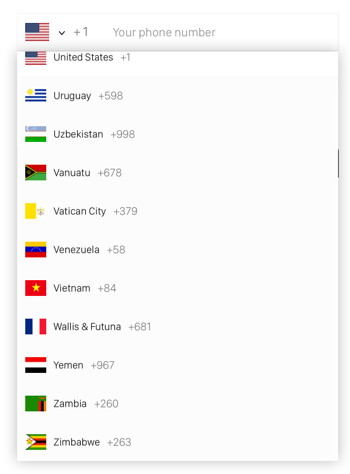 +1 Your phone number
United States +1
Uruguay +598
Uzbekistan +998
Vanuatu +678
Vatican City +379
Venezuela +58
Vietnam +84
Wallis & Futuna +681
Yemen +967
Zambia +260
Zimbabwe +263